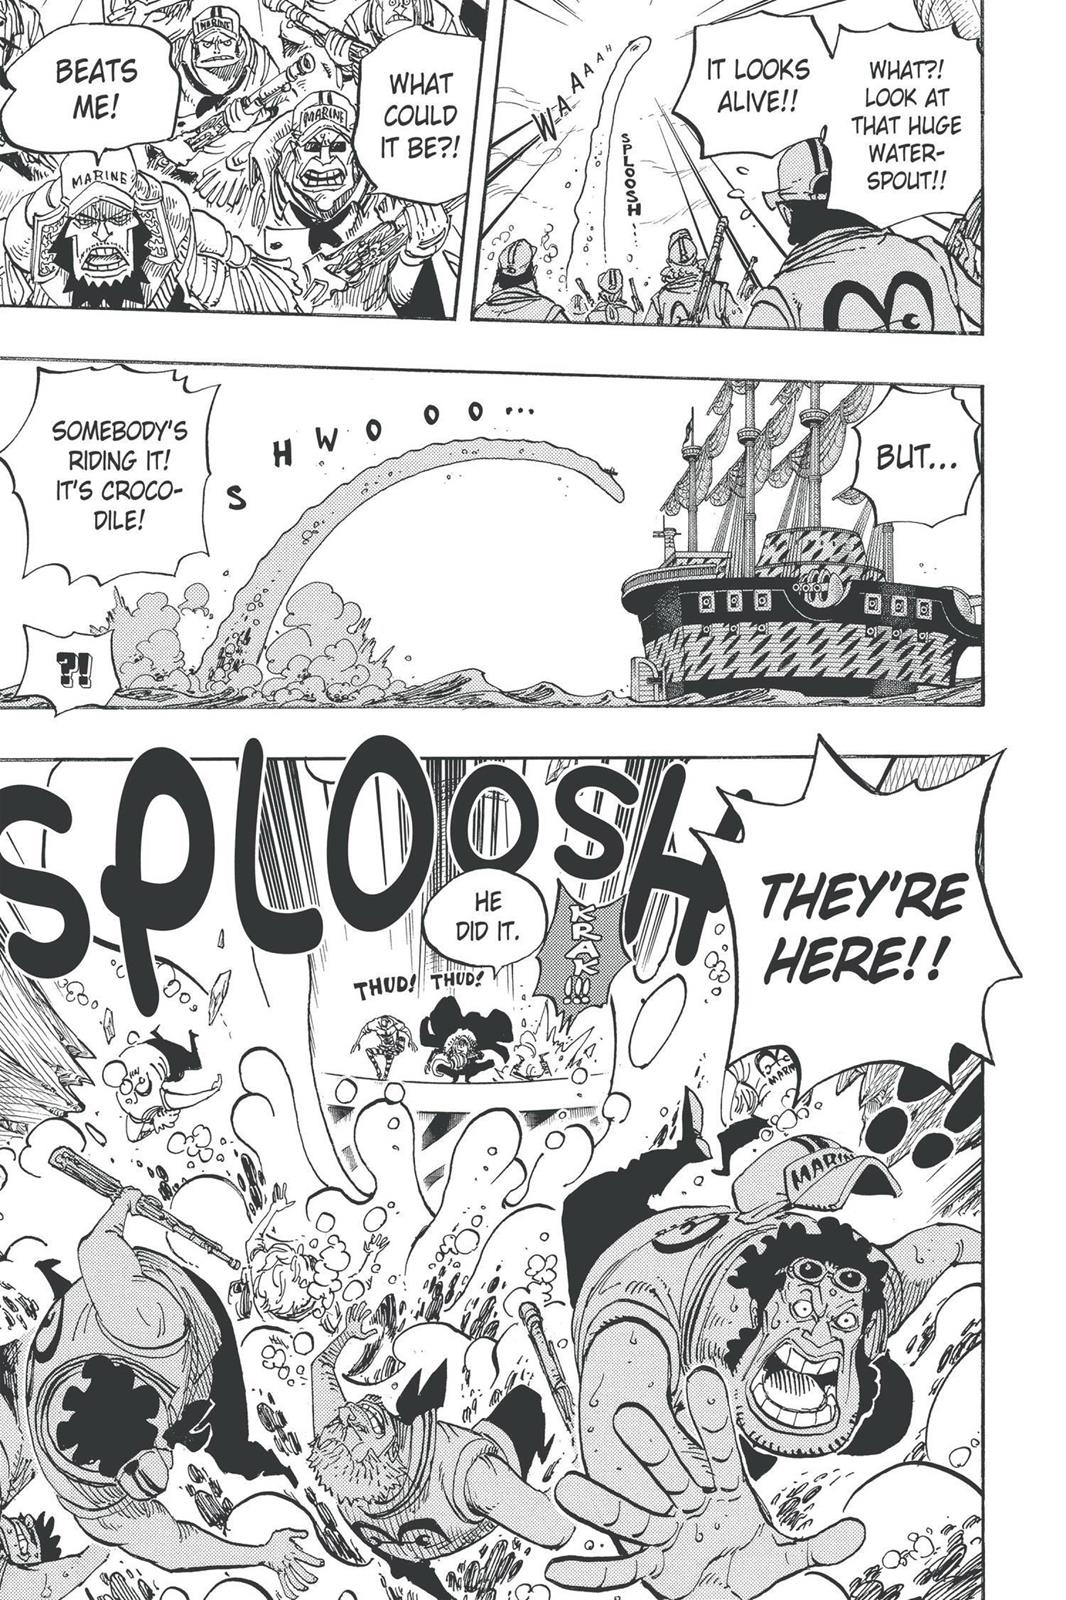 WHAT?!
LOOK AT
THAT HUGE
WATER-
SPOUT!!
IT LOOKS
ALIVE!!
WAAAAH
SPLOOSH
WHAT
COULD
IT BE?!
BEATS
ME!
MARINE
MARINE
MARINE
BUT...
SHWOOO...
SOMEBODY'S
RIDING IT!
IT'S CROCO-
DILE!
?!
THEY'RE
HERE!!
SPLOOSH
KRAK!!!
HE
DID IT.
THUD!
THUD!
MARINE